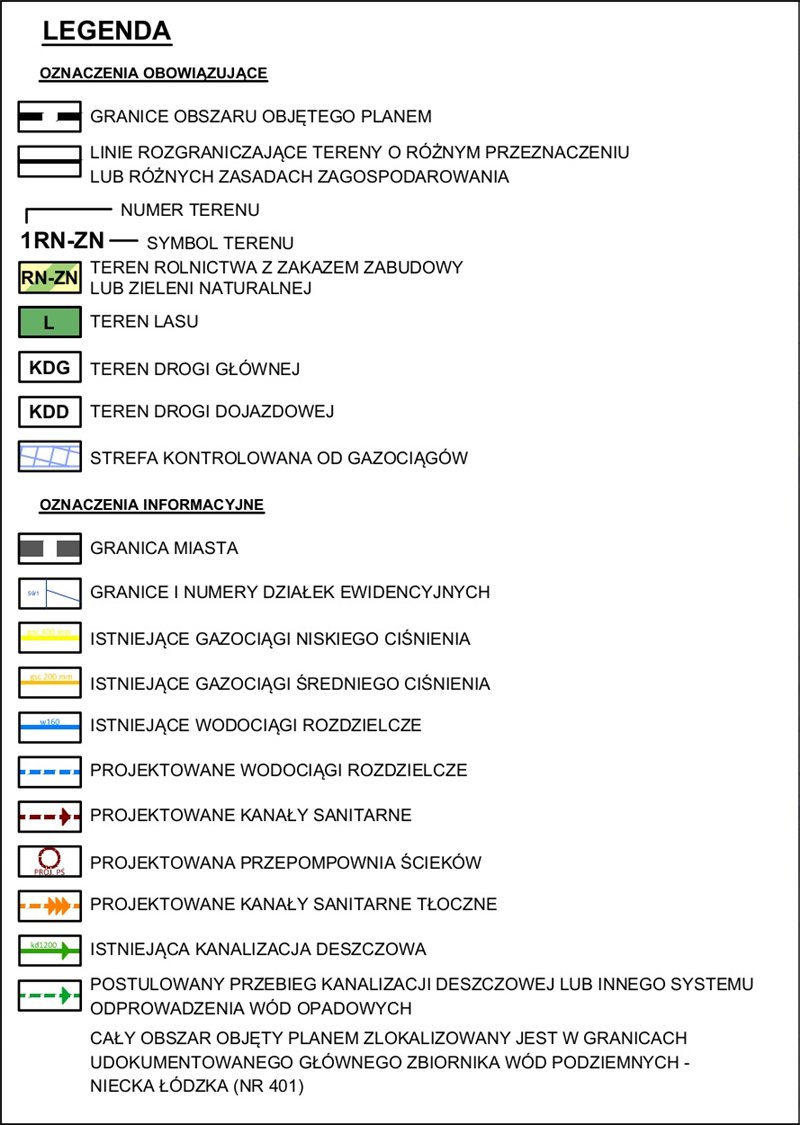 LEGENDA
OZNACZENIA OBOWIĄZUJĄCE
GRANICE OBSZARU OBJĘTEGO PLANEM
LINIE ROZGRANICZAJĄCE TERENY O RÓŻNYM PRZEZNACZENIU
LUB RÓŻNYCH ZASADACH ZAGOSPODAROWANIA
NUMER TERENU
1RN-ZN SYMBOL TERENU
RN-ZN TEREN ROLNICTWA Z ZAKAZEM ZABUDOWY
LUB ZIELENI NATURALNEJ
L TEREN LASU
KDG TEREN DROGI GŁÓWNEJ
KDD TEREN DROGI DOJAZDOWEJ
STREFA KONTROLOWANA OD GAZOCIĄGÓW
OZNACZENIA INFORMACYJNE
GRANICA MIASTA
GRANICE I NUMERY DZIAŁEK EWIDENCYJNYCH
ISTNIEJĄCE GAZOCIĄGI NISKIEGO CIŚNIENIA
gsc 200 mm ISTNIEJĄCE GAZOCIĄGI ŚREDNIEGO CIŚNIENIA
w160 ISTNIEJĄCE WODOCIĄGI ROZDZIELCZE
PROJEKTOWANE WODOCIĄGI ROZDZIELCZE
PROJEKTOWANE KANAŁY SANITARNE
PROJ. PŚ PROJEKTOWANA PRZEPOMPOWNIA ŚCIEKÓW
PROJEKTOWANE KANAŁY SANITARNE TŁOCZNE
kd1200 ISTNIEJĄCA KANALIZACJA DESZCZOWA
POSTULOWANY PRZEBIEG KANALIZACJI DESZCZOWEJ LUB INNEGO SYSTEMU
ODPROWADZENIA WÓD OPADOWYCH
CAŁY OBSZAR OBJĘTY PLANEM ZLOKALIZOWANY JEST W GRANICACH
UDOKUMENTOWANEGO GŁÓWNEGO ZBIORNIKA WÓD PODZIEMNYCH -
NIECKA ŁÓDZKA (NR 401)